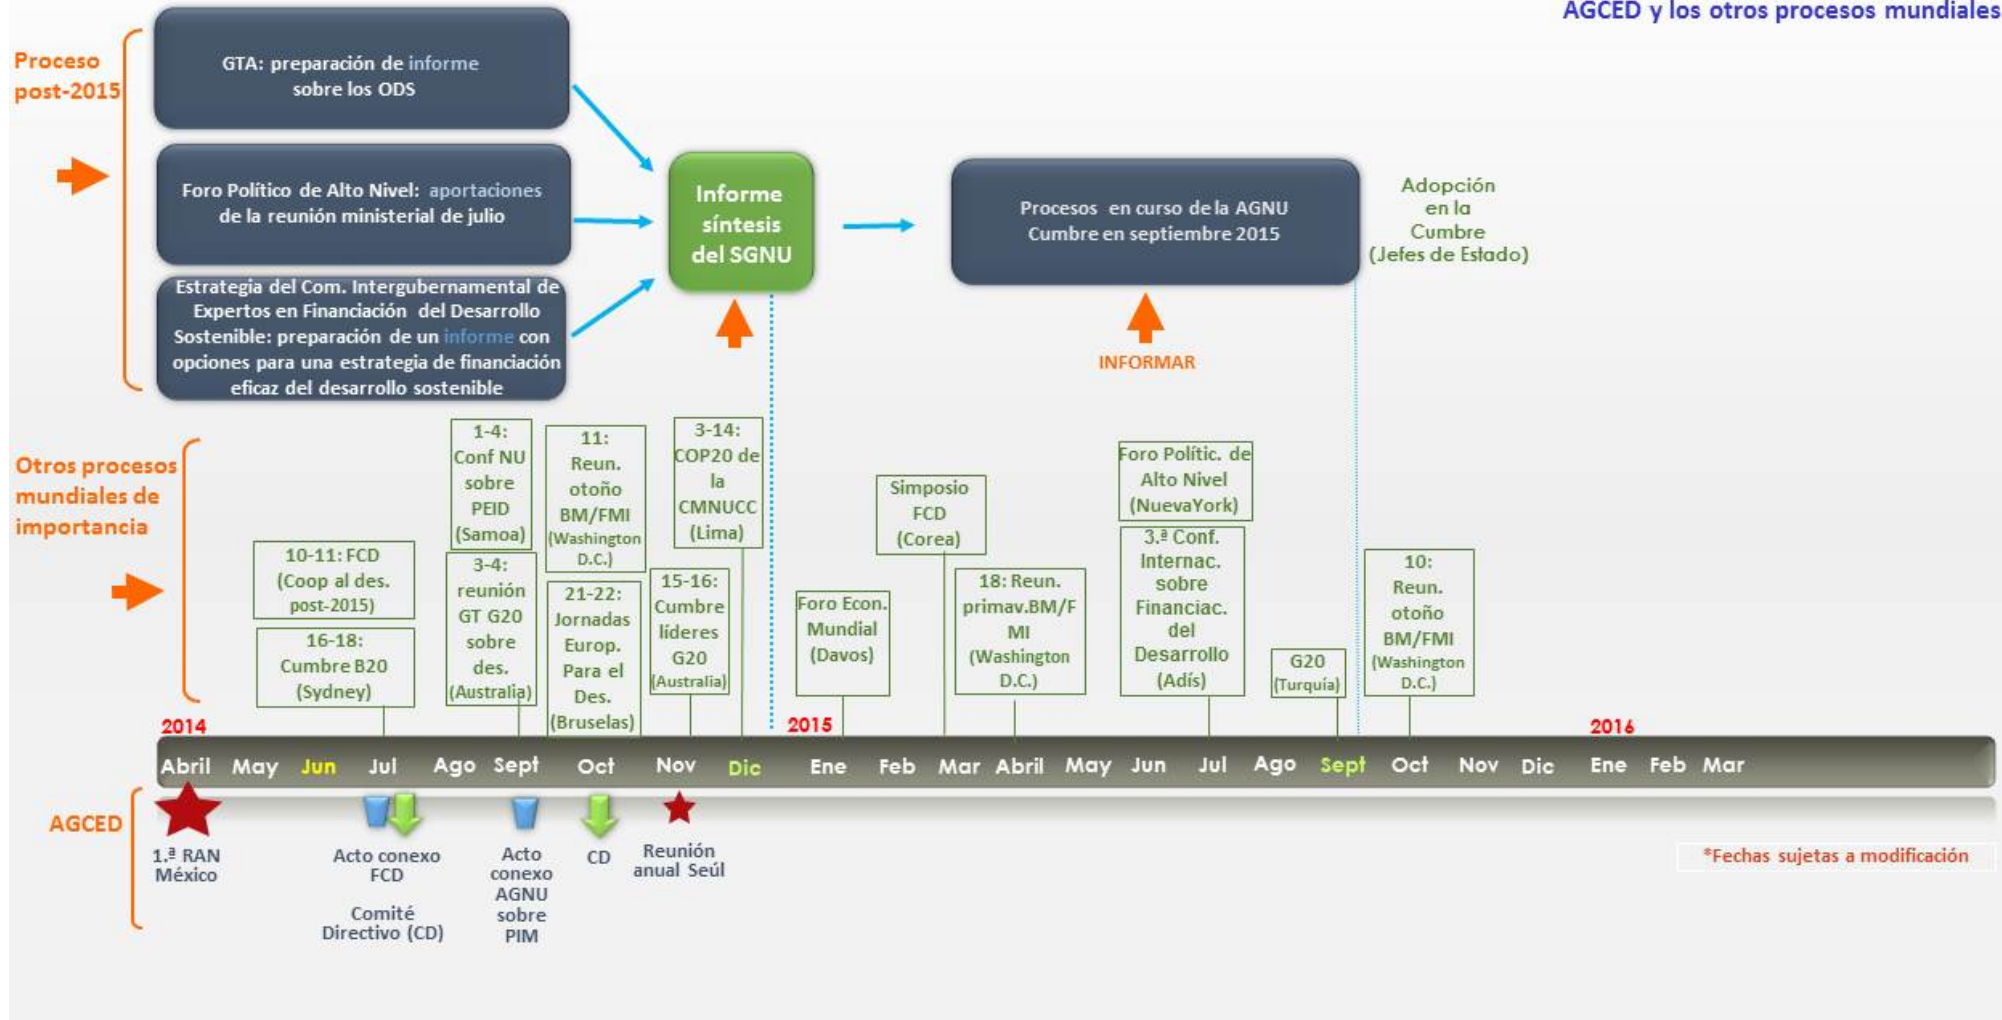 AGCED y los otros procesos mundiales
Proceso
post-2015
GTA: preparación de informe
sobre los ODS
Foro Político de Alto Nivel: aportaciones
de la reunión ministerial de julio
Estrategia del Com. Intergubernamental de
Expertos en Financiación del Desarrollo
Sostenible: preparación de un informe con
opciones para una estrategia de financiación
eficaz del desarrollo sostenible
Informe
síntesis
del SGNU
Procesos en curso de la AGNU
Cumbre en septiembre 2015
Adopción
en la
Cumbre
(Jefes de Estado)
INFORMAR
Otros procesos
mundiales de
importancia
10-11: FCD
(Coop al des.
post-2015)
16-18:
Cumbre B20
(Sydney)
1-4:
Conf NU
sobre
PEID
(Samoa)
3-4:
reunión
GT G20
sobre
des.
(Australia)
11:
Reun.
otoño
BM/FMI
(Washington
D.C.)
21-22:
Jornadas
Europ.
Para el
Des.
(Bruselas)
3-14:
COP20 de
la
CMNUCC
(Lima)
15-16:
Cumbre
líderes
G20
(Australia)
Foro Econ.
Mundial
(Davos)
Simposio
FCD
(Corea)
18: Reun.
primav.BM/F
MI
(Washington
D.C.)
Foro Polític. de
Alto Nivel
(NuevaYork)
3.ª Conf.
Internac.
sobre
Financiac.
del
Desarrollo
(Adís)
G20
(Turquía)
10:
Reun.
otoño
BM/FMI
(Washington
D.C.)
2014
2015
2016
Abril May Jun Jul Ago Sept Oct Nov Dic Ene Feb Mar Abril May Jun Jul Ago Sept Oct Nov Dic Ene Feb Mar
AGCED
1.ª RAN
México
Acto conexo
FCD
Comité
Directivo (CD)
Acto
conexo
AGNU
sobre
PIM
CD
Reunión
anual Seúl
*Fechas sujetas a modificación